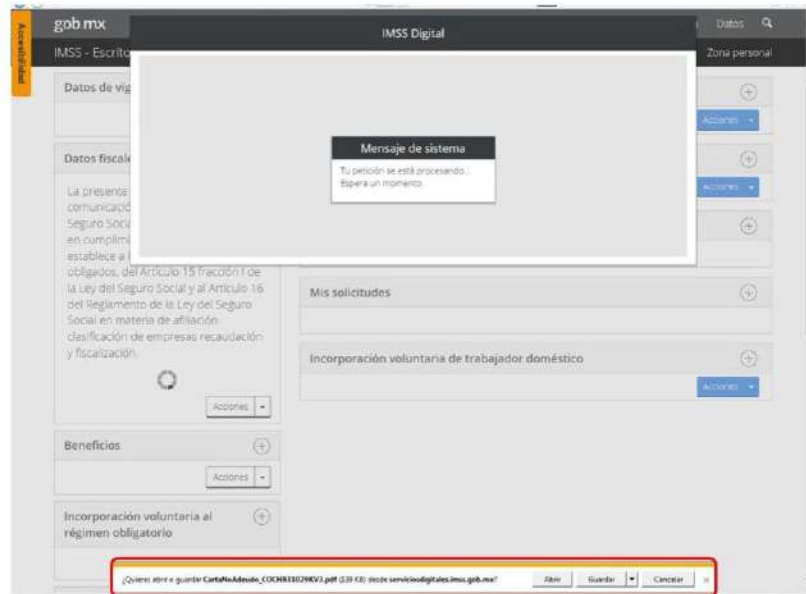 Accesibilidad
gob.mx
IMSS Digital
Datos
IMSS - Escrito
Zona personal
Datos de vig
Acciones
Datos fiscale
Mensaje de sistema
Tu petición se está procesando...
Espera un momento.
Acciones
La presente
comunicació
Seguro Socia
en cumplimi
establece a l
obligados, del Artículo 15 fracción I de
la Ley del Seguro Social y al Artículo 16
del Reglamento de la Ley del Seguro
Social en materia de afiliación
clasificación de empresas recaudación
y fiscalización.
Acciones
Mis solicitudes
Incorporación voluntaria de trabajador doméstico
Acciones
Beneficios
Acciones
Incorporación voluntaria al
régimen obligatorio
¿Quieres abrir o guardar (139 KB) desde serviciosdigitales.imss.gob.mx?
Abrir
Guardar
Cancelar